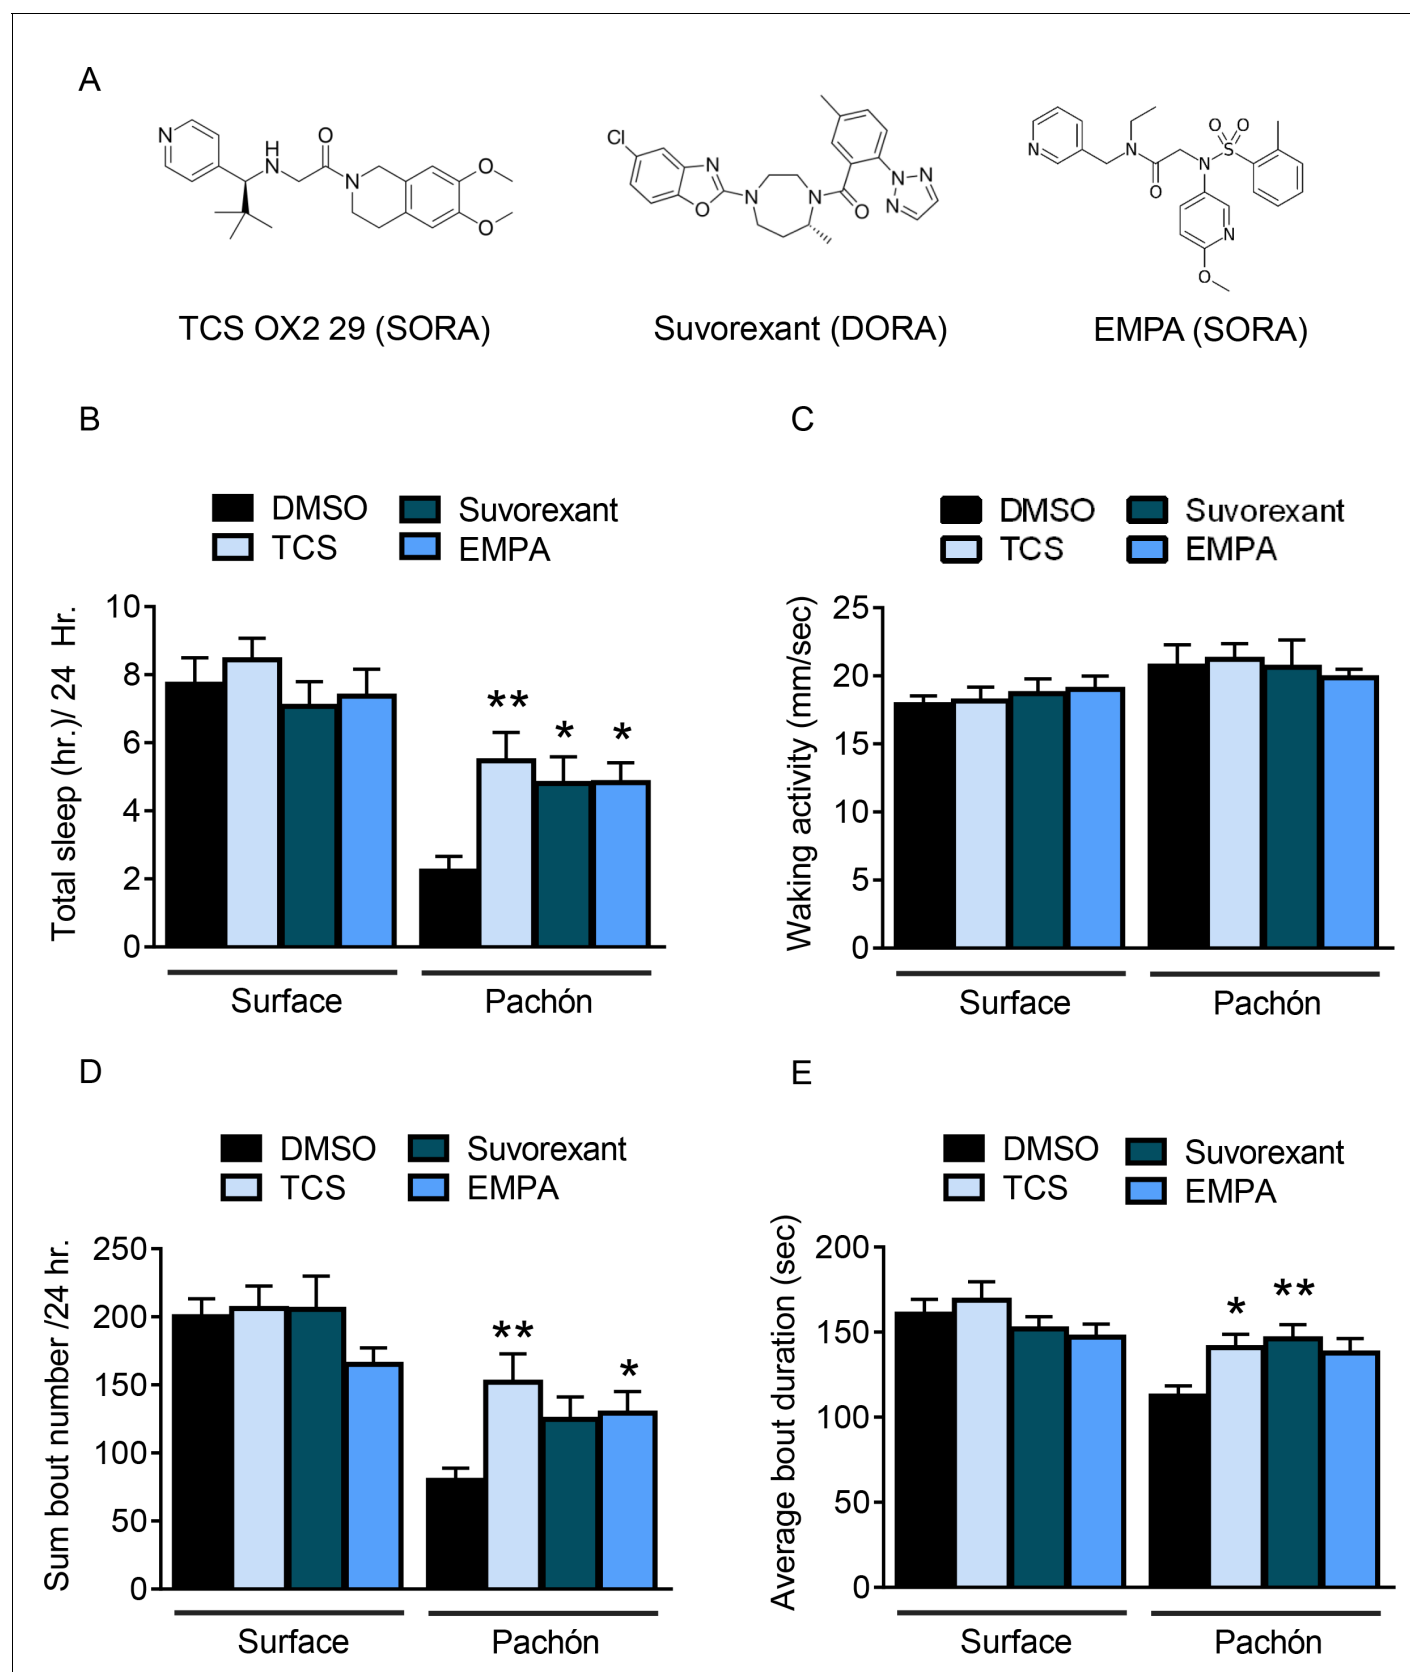 A
N
H
N
O
N
O
O
Cl
N
O
N
N
O
N
N
N
N
N
O
N
O
O
S
N
O
TCS OX2 29 (SORA)
Suvorexant (DORA)
EMPA (SORA)
B
DMSO
Suvorexant
TCS
EMPA
Total sleep (hr.)/ 24 Hr.
10
8
6
4
2
0
**
*
*
Surface
Pachón
C
DMSO
Suvorexant
TCS
EMPA
Waking activity (mm/sec)
25
20
15
10
5
0
Surface
Pachón
D
DMSO
Suvorexant
TCS
EMPA
Sum bout number /24 hr.
250
200
150
100
50
0
**
*
Surface
Pachón
E
DMSO
Suvorexant
TCS
EMPA
Average bout duration (sec)
200
150
100
50
0
*
**
Surface
Pachón